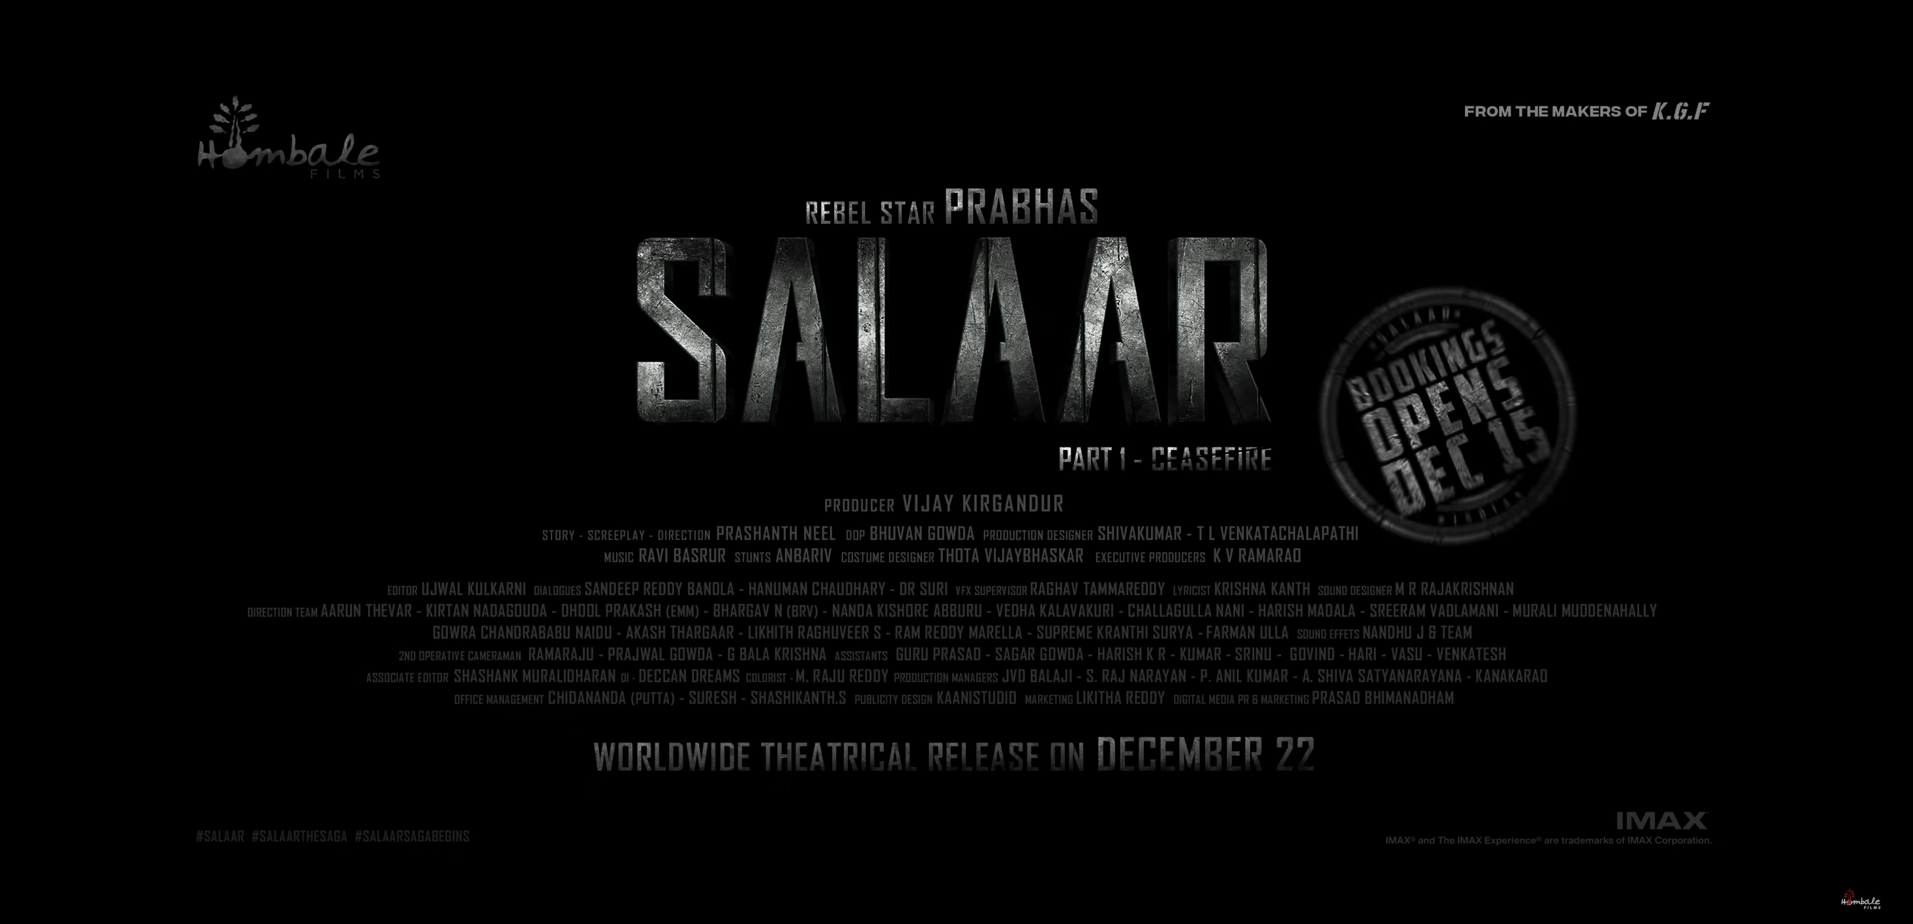 Hombale
FILMS
FROM THE MAKERS OF K.G.F
REBEL STAR PRABHAS
SALAAR
PART 1 - CEASEFIRE
SALAAR
BOOKINGS
OPENS
DEC 15
PRODUCER VIJAY KIRGANDUR
STORY - SCREEPLAY - DIRECTION PRASHANTH NEEL DOP BHUVAN GOWDA PRODUCTION DESIGNER SHIVAKUMAR - T L VENKATACHALAPATHI
MUSIC RAVI BASRUR STUNTS ANBARIV COSTUME DESIGNER THOTA VIJAYBHASKAR EXECUTIVE PRODUCERS K V RAMARAO
EDITOR UJWAL KULKARNI DIALOGUES SANDEEP REDDY BANDLA - HANUMAN CHAUDHARY - DR SURI VFX SUPERVISOR RAGHAV TAMMAREDDY LYRICIST KRISHNA KANTH SOUND DESIGNER M R RAJAKRISHNAN
DIRECTION TEAM AARUN THEVAR - KIRTAN NADAGOUDA - DHOOL PRAKASH (EMM) - BHARGAV N (BRV) - NANDA KISHORE ABBURU - VEDHA KALAVAKURI - CHALLAGULLA NANI - HARISH MADALA - SREERAM VADLAMANI - MURALI MUDDENAHALLY
GOWRA CHANDRABABU NAIDU - AKASH THARGAAR - LIKHITH RAGHUVEER S - RAM REDDY MARELLA - SUPREME KRANTHI SURYA - FARMAN ULLA SOUND EFFETS NANDHU J & TEAM
2ND OPERATIVE CAMERAMAN RAMARAJU - PRAJWAL GOWDA - G BALA KRISHNA ASSISTANTS GURU PRASAD - SAGAR GOWDA - HARISH K R - KUMAR - SRINU - GOVIND - HARI - VASU - VENKATESH
ASSOCIATE EDITOR SHASHANK MURALIDHARAN DI - DECCAN DREAMS COLORIST - M. RAJU REDDY PRODUCTION MANAGERS JVD BALAJI - S. RAJ NARAYAN - P. ANIL KUMAR - A. SHIVA SATYANARAYANA - KANAKARAO
OFFICE MANAGEMENT CHIDANANDA (PUTTA) - SURESH - SHASHIKANTH.S PUBLICITY DESIGN KAANISTUDIO MARKETING LIKITHA REDDY DIGITAL MEDIA PR & MARKETING PRASAD BHIMANADHAM
WORLDWIDE THEATRICAL RELEASE ON DECEMBER 22
#SALAAR #SALAARTHESAGA #SALAARSAGABEGINS
IMAX
IMAX® and The IMAX Experience® are trademarks of IMAX Corporation.
Hombale
FILMS